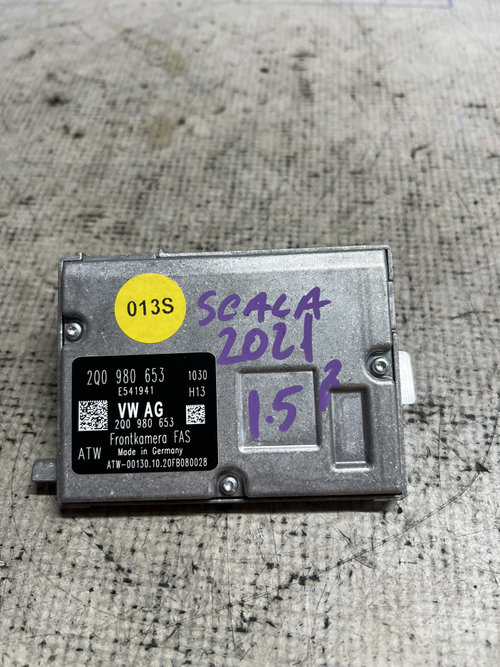 013S
SCALA
2021
1.5
2Q0 980 653
1030
E541941
H13
VW AG
2Q0 980 653
Frontkamera FAS
ATW
Made in Germany
ATW-00130.10.20FB080028